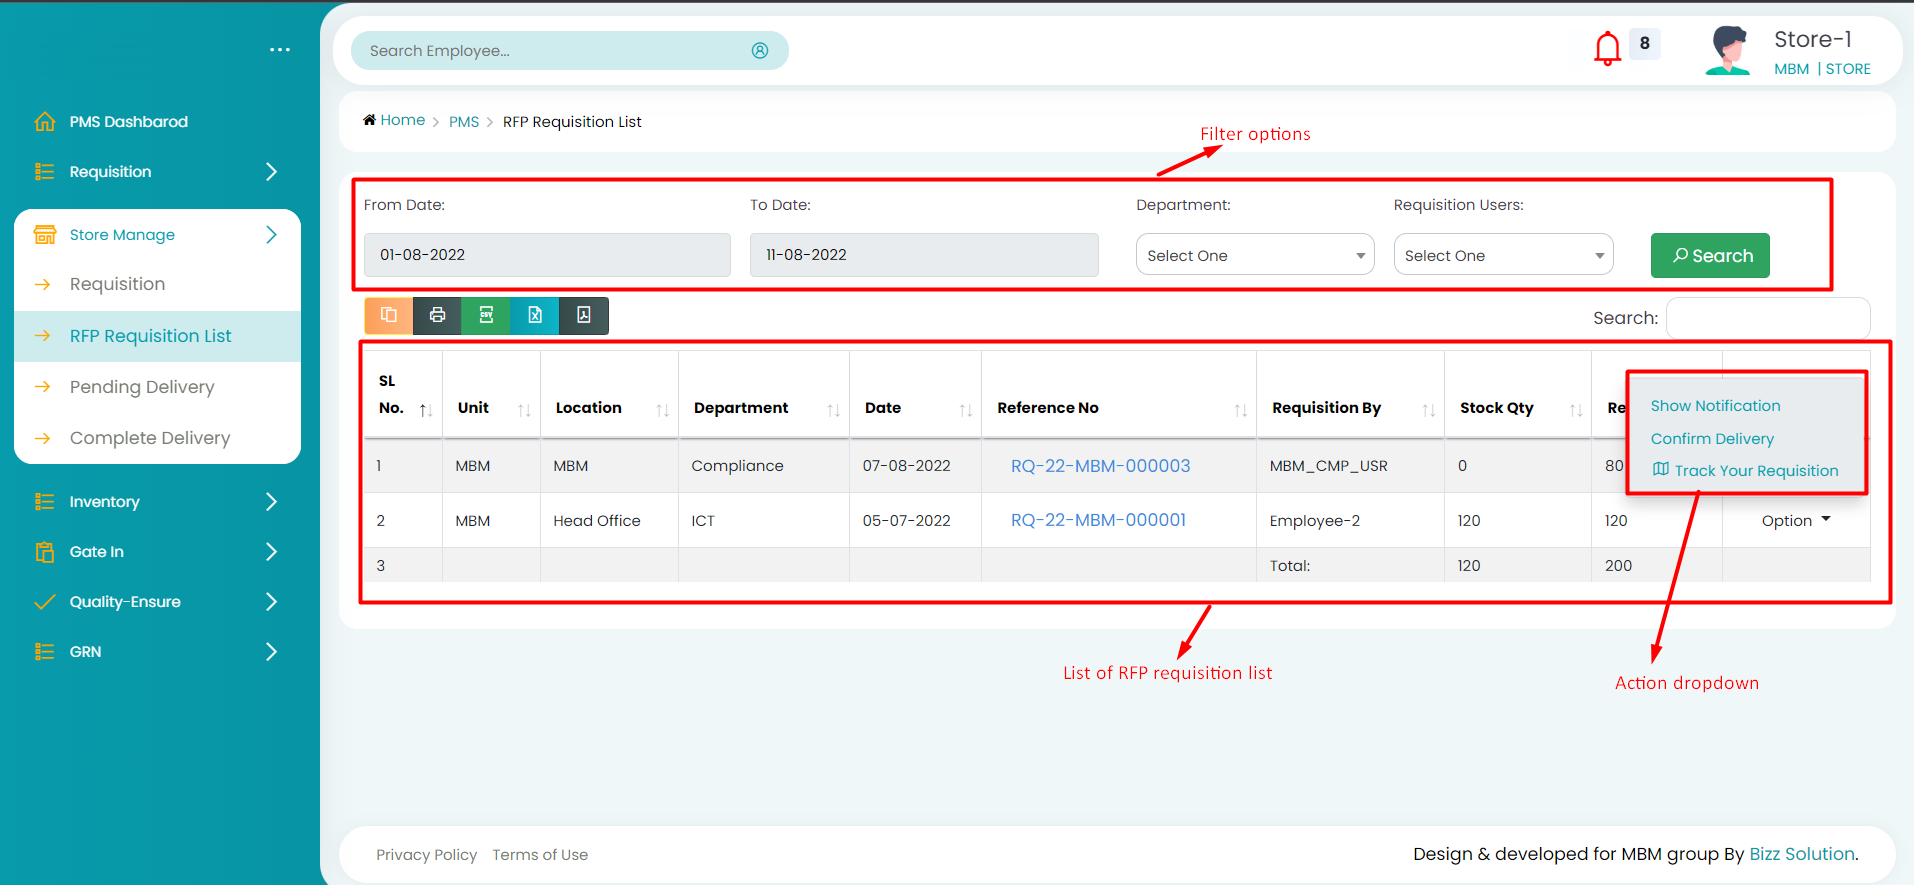 Search Employee...
8
Store-1
MBM | STORE
PMS Dashbarod
Requisition
Store Manage
Requisition
RFP Requisition List
Pending Delivery
Complete Delivery
Inventory
Gate In
Quality-Ensure
GRN
Home > PMS > RFP Requisition List
Filter options
From Date: To Date: Department: Requisition Users:
01-08-2022 11-08-2022 Select One Select One Search
CSV
Search:
SL No. Unit Location Department Date Reference No Requisition By Stock Qty Re
Show Notification
Confirm Delivery
Track Your Requisition
1 MBM MBM Compliance 07-08-2022 RQ-22-MBM-000003 MBM_CMP_USR 0 80
2 MBM Head Office ICT 05-07-2022 RQ-22-MBM-000001 Employee-2 120 120 Option
3 Total: 120 200
List of RFP requisition list
Action dropdown
Privacy Policy Terms of Use
Design & developed for MBM group By Bizz Solution.